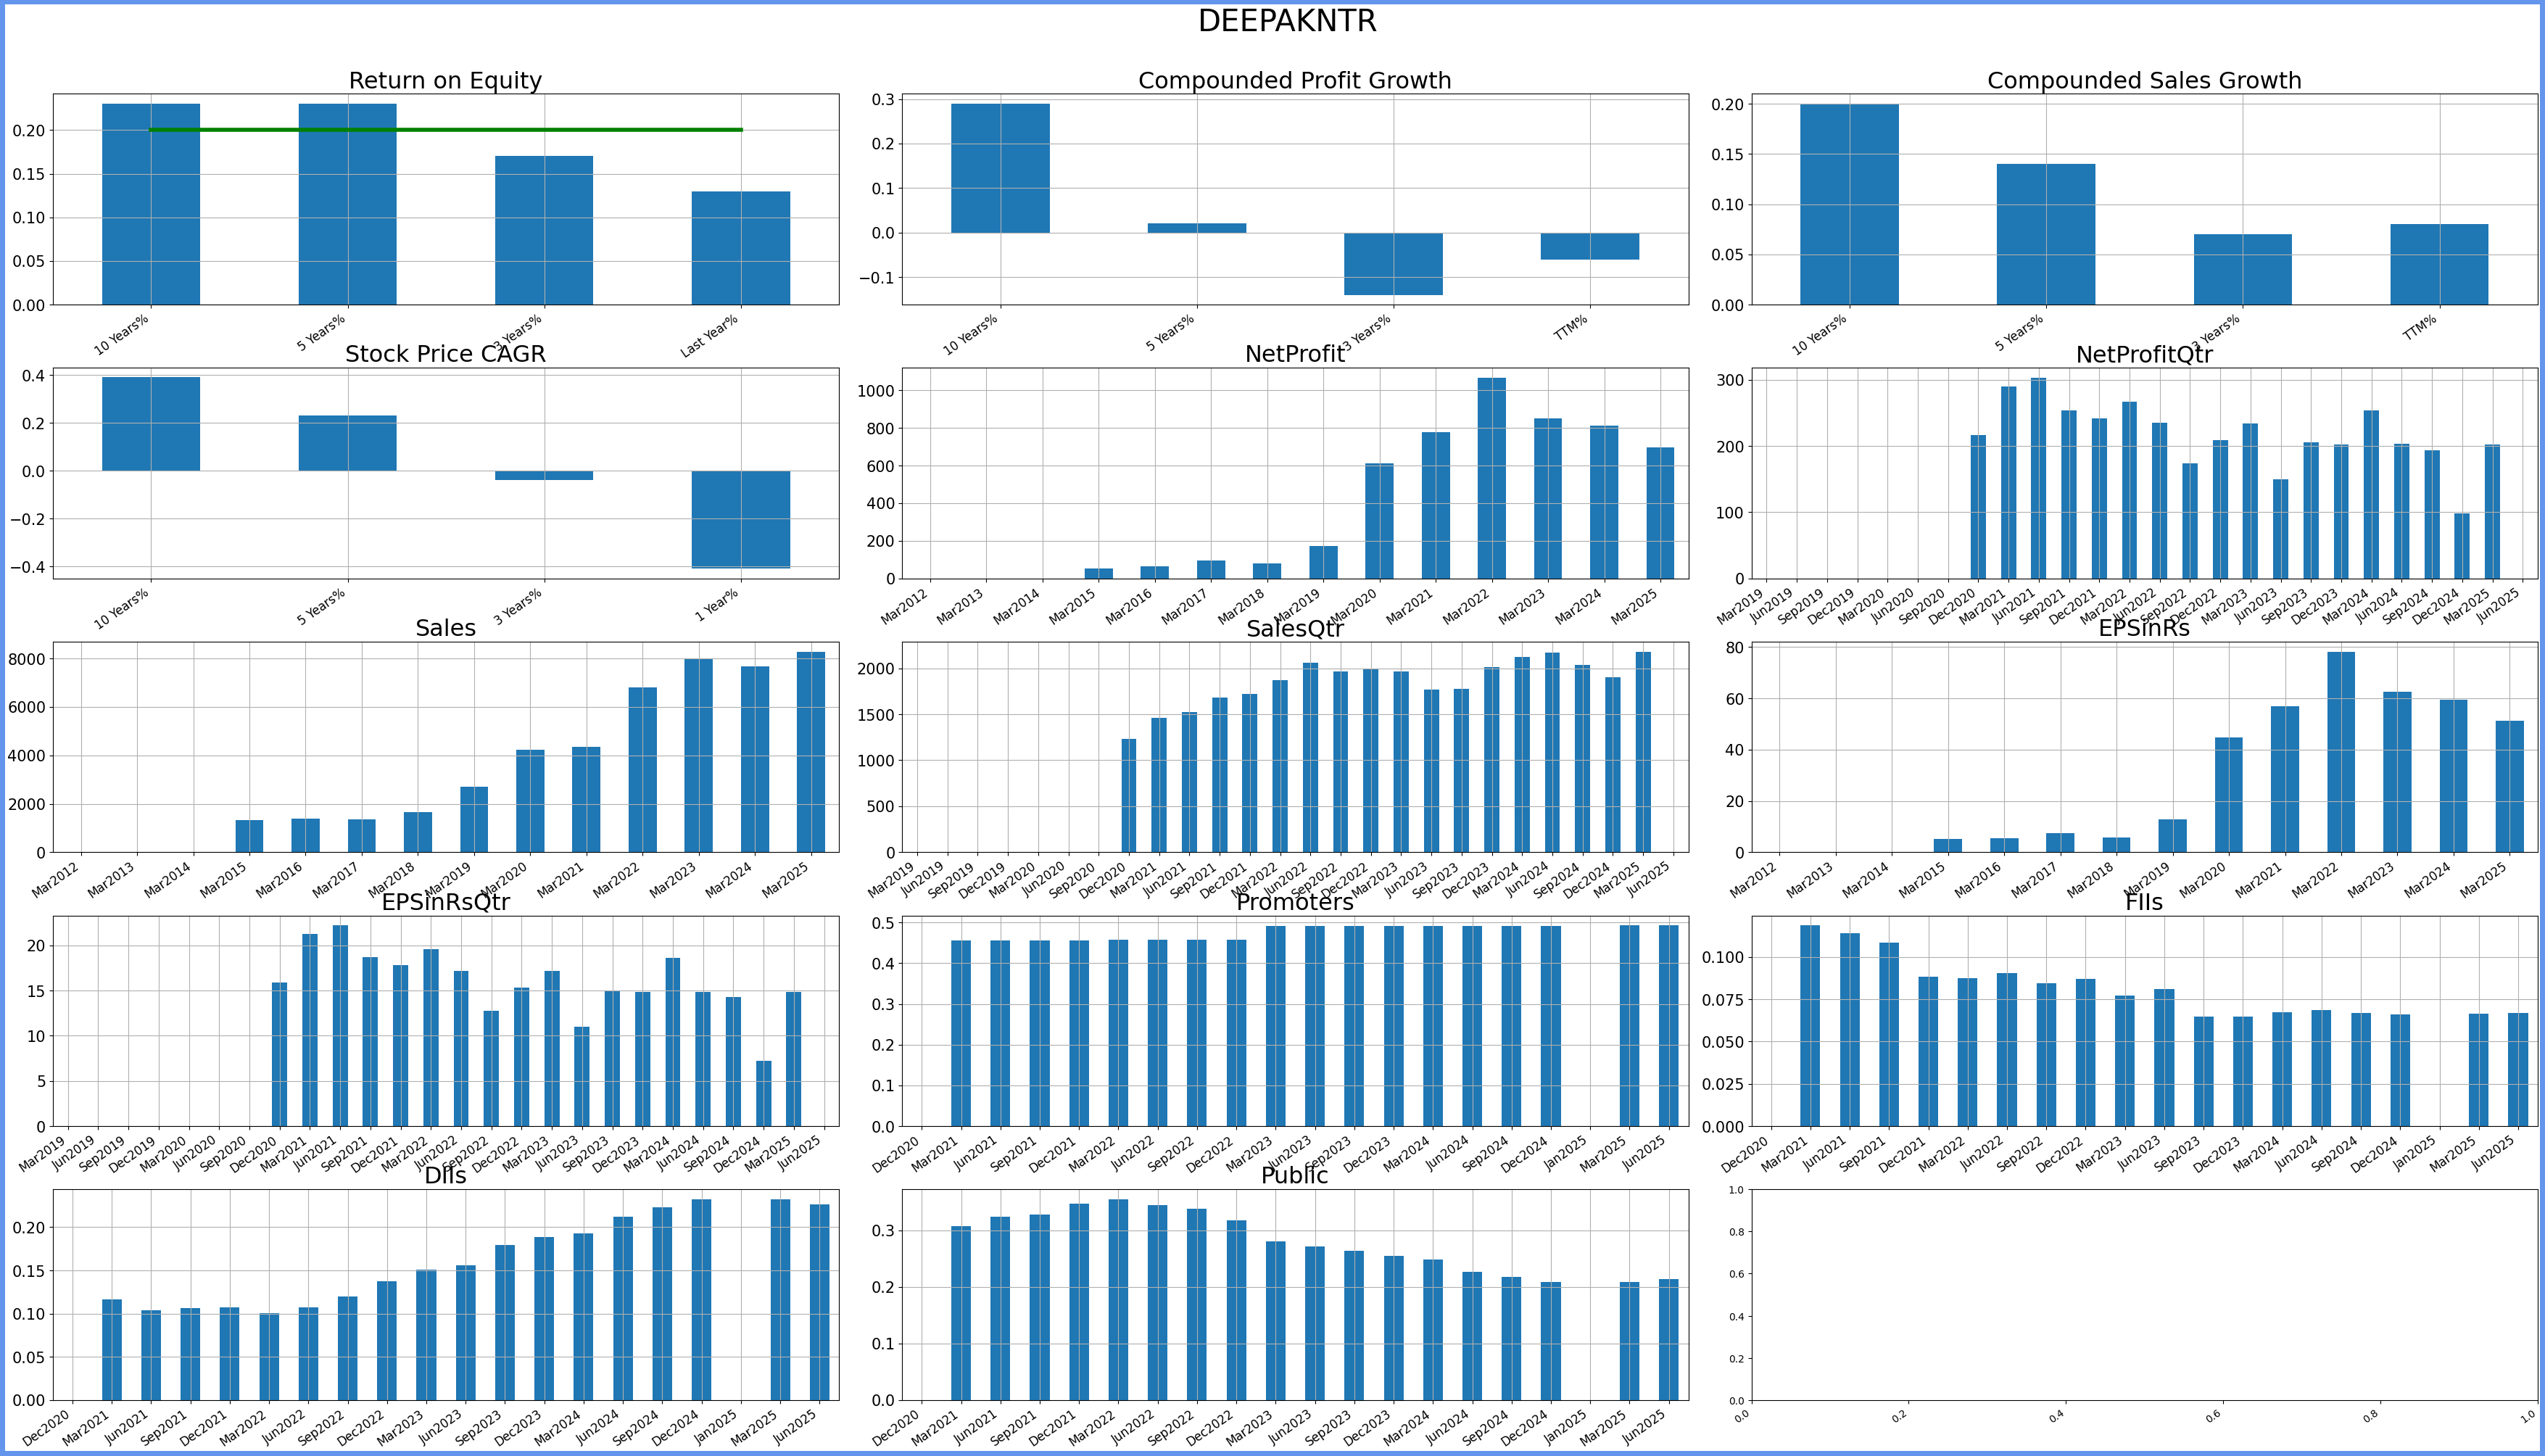 DEEPAKNTR
Return on Equity
0.20
0.15
0.10
0.05
0.00
10 Years%
5 Years%
3 Years%
Last Year%
Compounded Profit Growth
0.3
0.2
0.1
0.0
−0.1
10 Years%
5 Years%
3 Years%
TTM%
Compounded Sales Growth
0.20
0.15
0.10
0.05
0.00
10 Years%
5 Years%
3 Years%
TTM%
Stock Price CAGR
0.4
0.2
0.0
−0.2
−0.4
10 Years%
5 Years%
3 Years%
1 Year%
NetProfit
1000
800
600
400
200
0
Mar2012
Mar2013
Mar2014
Mar2015
Mar2016
Mar2017
Mar2018
Mar2019
Mar2020
Mar2021
Mar2022
Mar2023
Mar2024
Mar2025
NetProfitQtr
300
200
100
0
Mar2019
Jun2019
Sep2019
Dec2019
Mar2020
Jun2020
Sep2020
Dec2020
Mar2021
Jun2021
Sep2021
Dec2021
Mar2022
Jun2022
Sep2022
Dec2022
Mar2023
Jun2023
Sep2023
Dec2023
Mar2024
Jun2024
Sep2024
Dec2024
Mar2025
Jun2025
Sales
8000
6000
4000
2000
0
Mar2012
Mar2013
Mar2014
Mar2015
Mar2016
Mar2017
Mar2018
Mar2019
Mar2020
Mar2021
Mar2022
Mar2023
Mar2024
Mar2025
SalesQtr
2000
1500
1000
500
0
Mar2019
Jun2019
Sep2019
Dec2019
Mar2020
Jun2020
Sep2020
Dec2020
Mar2021
Jun2021
Sep2021
Dec2021
Mar2022
Jun2022
Sep2022
Dec2022
Mar2023
Jun2023
Sep2023
Dec2023
Mar2024
Jun2024
Sep2024
Dec2024
Mar2025
Jun2025
EPSinRs
80
60
40
20
0
Mar2012
Mar2013
Mar2014
Mar2015
Mar2016
Mar2017
Mar2018
Mar2019
Mar2020
Mar2021
Mar2022
Mar2023
Mar2024
Mar2025
EPSinRsQtr
20
15
10
5
0
Mar2019
Jun2019
Sep2019
Dec2019
Mar2020
Jun2020
Sep2020
Dec2020
Mar2021
Jun2021
Sep2021
Dec2021
Mar2022
Jun2022
Sep2022
Dec2022
Mar2023
Jun2023
Sep2023
Dec2023
Mar2024
Jun2024
Sep2024
Dec2024
Mar2025
Jun2025
Promoters
0.5
0.4
0.3
0.2
0.1
0.0
Dec2020
Mar2021
Jun2021
Sep2021
Dec2021
Mar2022
Jun2022
Sep2022
Dec2022
Mar2023
Jun2023
Sep2023
Dec2023
Mar2024
Jun2024
Sep2024
Dec2024
Jan2025
Mar2025
Jun2025
FIIs
0.100
0.075
0.050
0.025
0.000
Dec2020
Mar2021
Jun2021
Sep2021
Dec2021
Mar2022
Jun2022
Sep2022
Dec2022
Mar2023
Jun2023
Sep2023
Dec2023
Mar2024
Jun2024
Sep2024
Dec2024
Jan2025
Mar2025
Jun2025
DIIs
0.20
0.15
0.10
0.05
0.00
Dec2020
Mar2021
Jun2021
Sep2021
Dec2021
Mar2022
Jun2022
Sep2022
Dec2022
Mar2023
Jun2023
Sep2023
Dec2023
Mar2024
Jun2024
Sep2024
Dec2024
Jan2025
Mar2025
Jun2025
Public
0.3
0.2
0.1
0.0
Dec2020
Mar2021
Jun2021
Sep2021
Dec2021
Mar2022
Jun2022
Sep2022
Dec2022
Mar2023
Jun2023
Sep2023
Dec2023
Mar2024
Jun2024
Sep2024
Dec2024
Jan2025
Mar2025
Jun2025
1.0
0.8
0.6
0.4
0.2
0.0
0.0
0.2
0.4
0.6
0.8
1.0